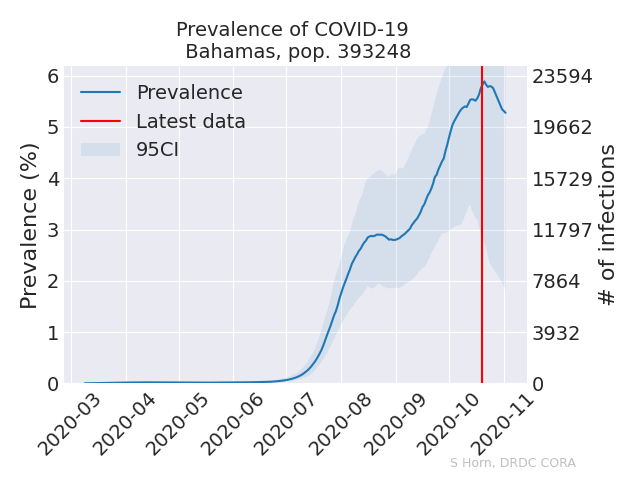 Prevalence of COVID-19
Bahamas, pop. 393248
Prevalence
Latest data
95CI
Prevalence (%)
6
5
4
3
2
1
0
23594
19662
15729
11797
7864
3932
0
# of infections
2020-03
2020-04
2020-05
2020-06
2020-07
2020-08
2020-09
2020-10
2020-11
S Horn, DRDC CORA